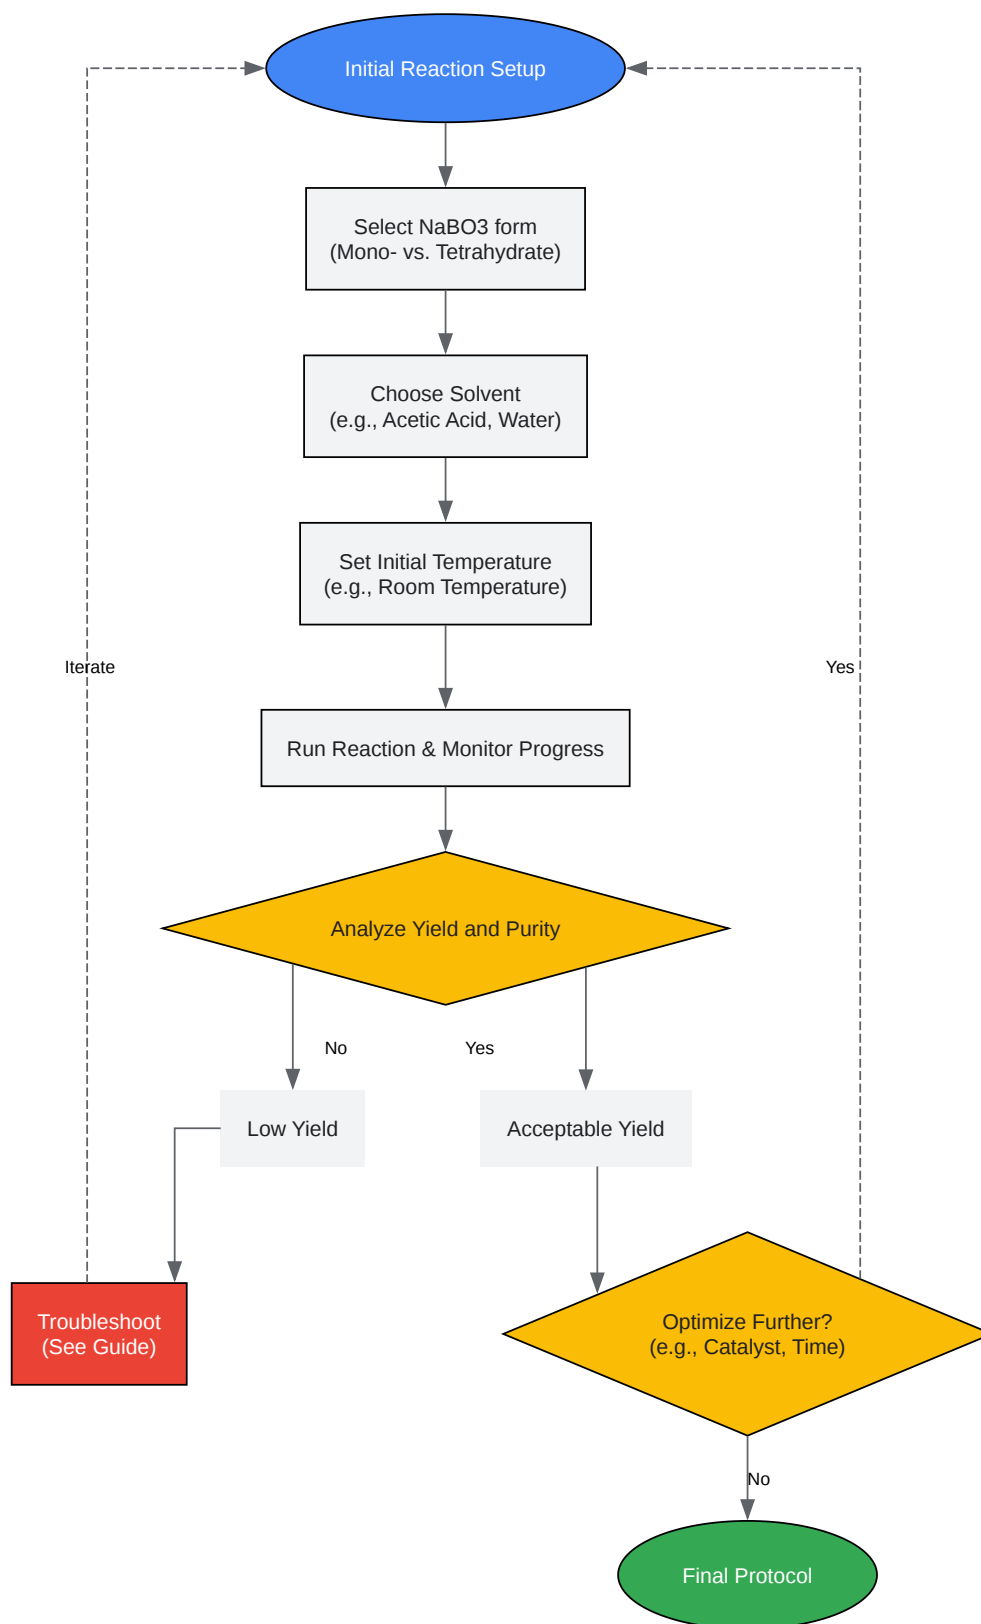 Initial Reaction Setup
Select NaBO3 form
(Mono- vs. Tetrahydrate)
Choose Solvent
(e.g., Acetic Acid, Water)
Set Initial Temperature
(e.g., Room Temperature)
Iterate
Yes
Run Reaction & Monitor Progress
Analyze Yield and Purity
No
Yes
Low Yield
Acceptable Yield
Troubleshoot
(See Guide)
Optimize Further?
(e.g., Catalyst, Time)
No
Final Protocol